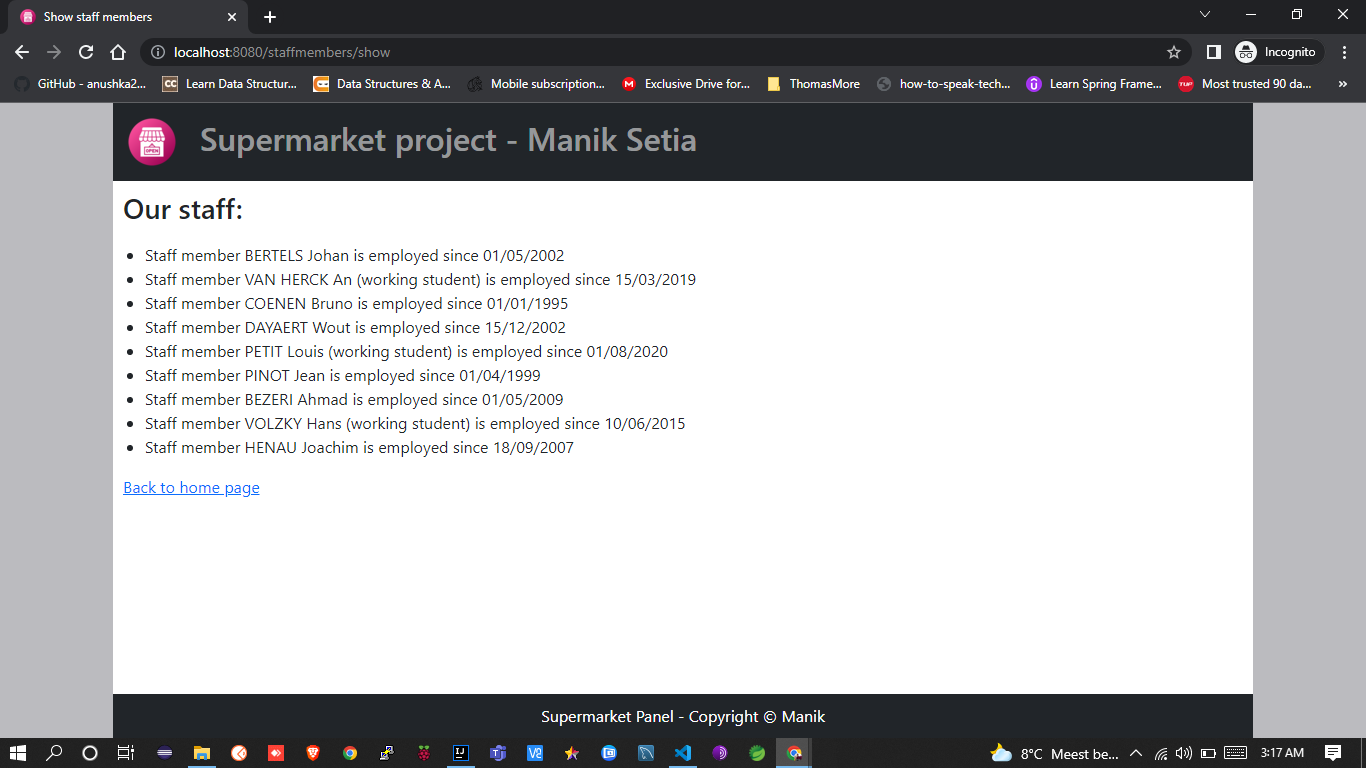 Show staff members
localhost:8080/staffmembers/show
Incognito
GitHub - anushka2...
Learn Data Structur...
Data Structures & A...
Mobile subscription...
Exclusive Drive for...
ThomasMore
how-to-speak-tech...
Learn Spring Frame...
Most trusted 90 da...
»
OPEN
Supermarket project - Manik Setia
Our staff:
• Staff member BERTELS Johan is employed since 01/05/2002
• Staff member VAN HERCK An (working student) is employed since 15/03/2019
• Staff member COENEN Bruno is employed since 01/01/1995
• Staff member DAYAERT Wout is employed since 15/12/2002
• Staff member PETIT Louis (working student) is employed since 01/08/2020
• Staff member PINOT Jean is employed since 01/04/1999
• Staff member BEZERI Ahmad is employed since 01/05/2009
• Staff member VOLZKY Hans (working student) is employed since 10/06/2015
• Staff member HENAU Joachim is employed since 18/09/2007
Back to home page
Supermarket Panel - Copyright © Manik
8°C Meest be...
3:17 AM